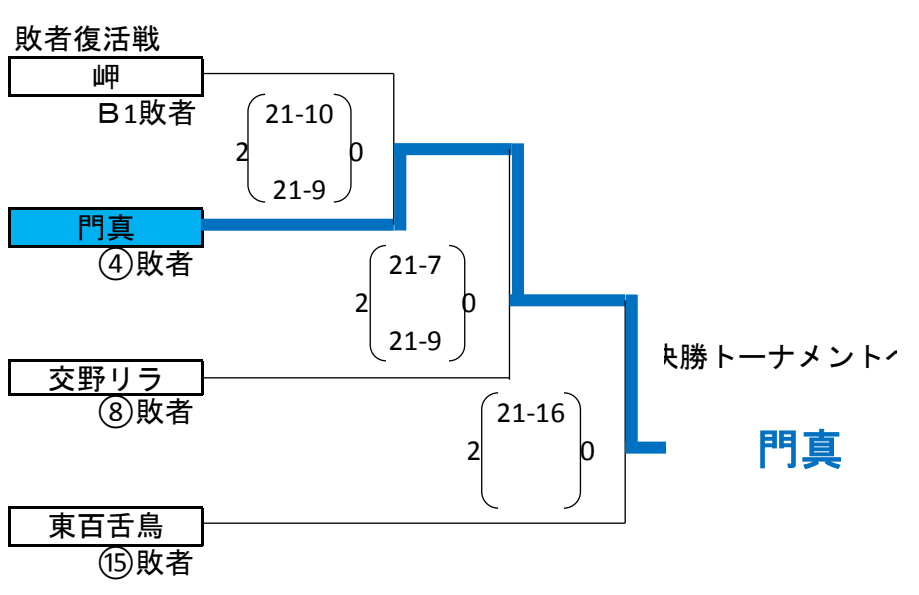 敗者復活戦
岬
B1敗者
21-10
2 0
21-9
門真
④敗者
21-7
2 0
21-9
決勝トーナメントへ
交野リラ
⑧敗者
21-16
2 0
門真
東百舌鳥
⑮敗者